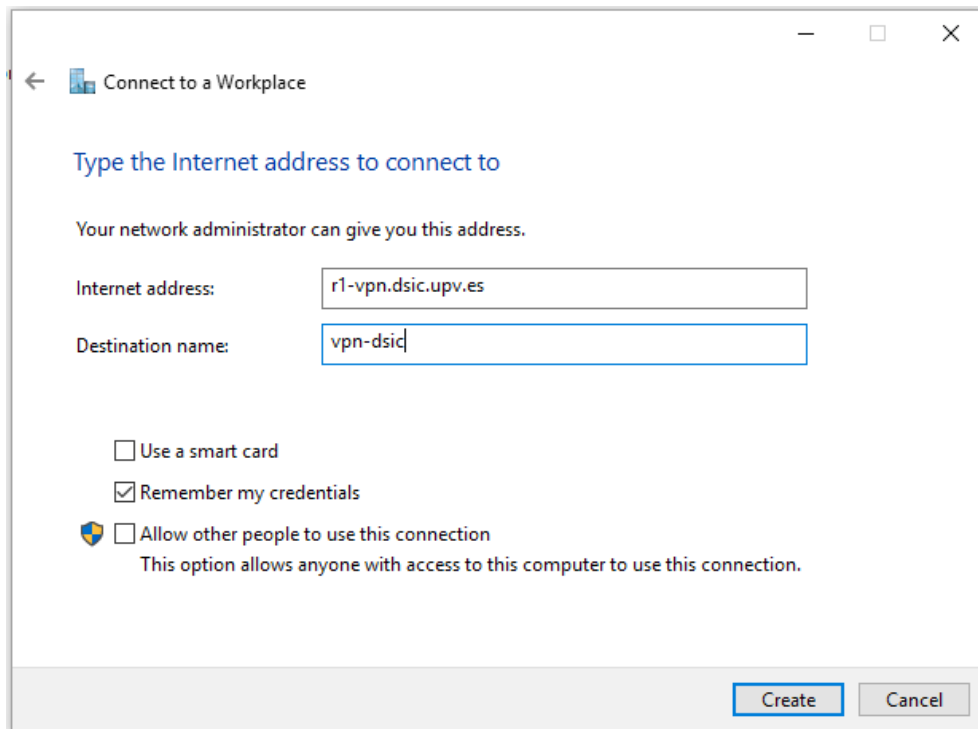 Connect to a Workplace
Type the Internet address to connect to
Your network administrator can give you this address.
Internet address: r1-vpn.dsic.upv.es
Destination name: vpn-dsic
Use a smart card
Remember my credentials
Allow other people to use this connection
This option allows anyone with access to this computer to use this connection.
Create Cancel